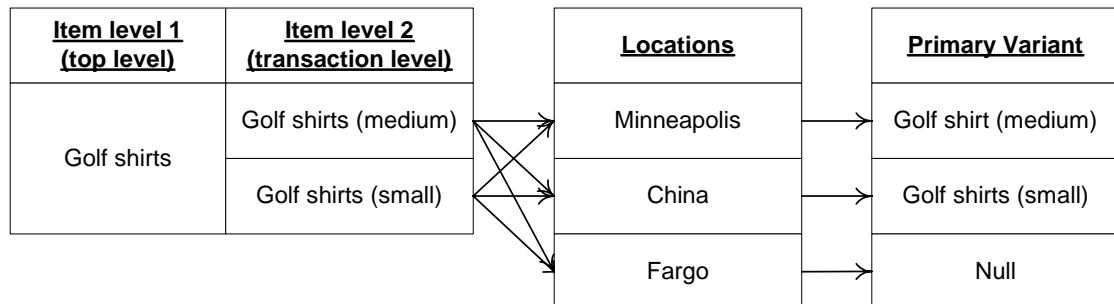 Item level 1
(top level)
Item level 2
(transaction level)
Locations
Primary Variant
Golf shirts
Golf shirts (medium)
Golf shirts (small)
Minneapolis
China
Fargo
Golf shirt (medium)
Golf shirts (small)
Null